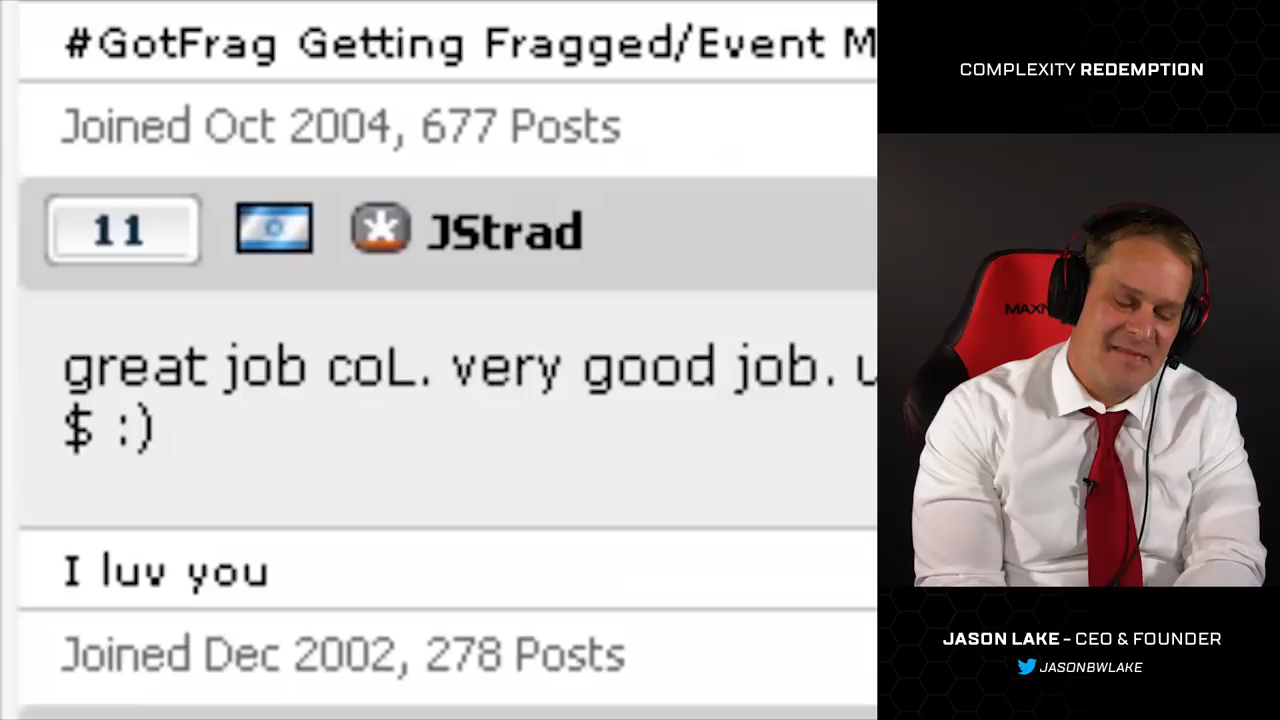 #GotFrag Getting Fragged/Event M
Joined Oct 2004, 677 Posts
11 JStrad
great job coL. very good job. u
$ :)
I luv you
Joined Dec 2002, 278 Posts
COMPLEXITY REDEMPTION
MAXN
JASON LAKE - CEO & FOUNDER
JASONBWLAKE